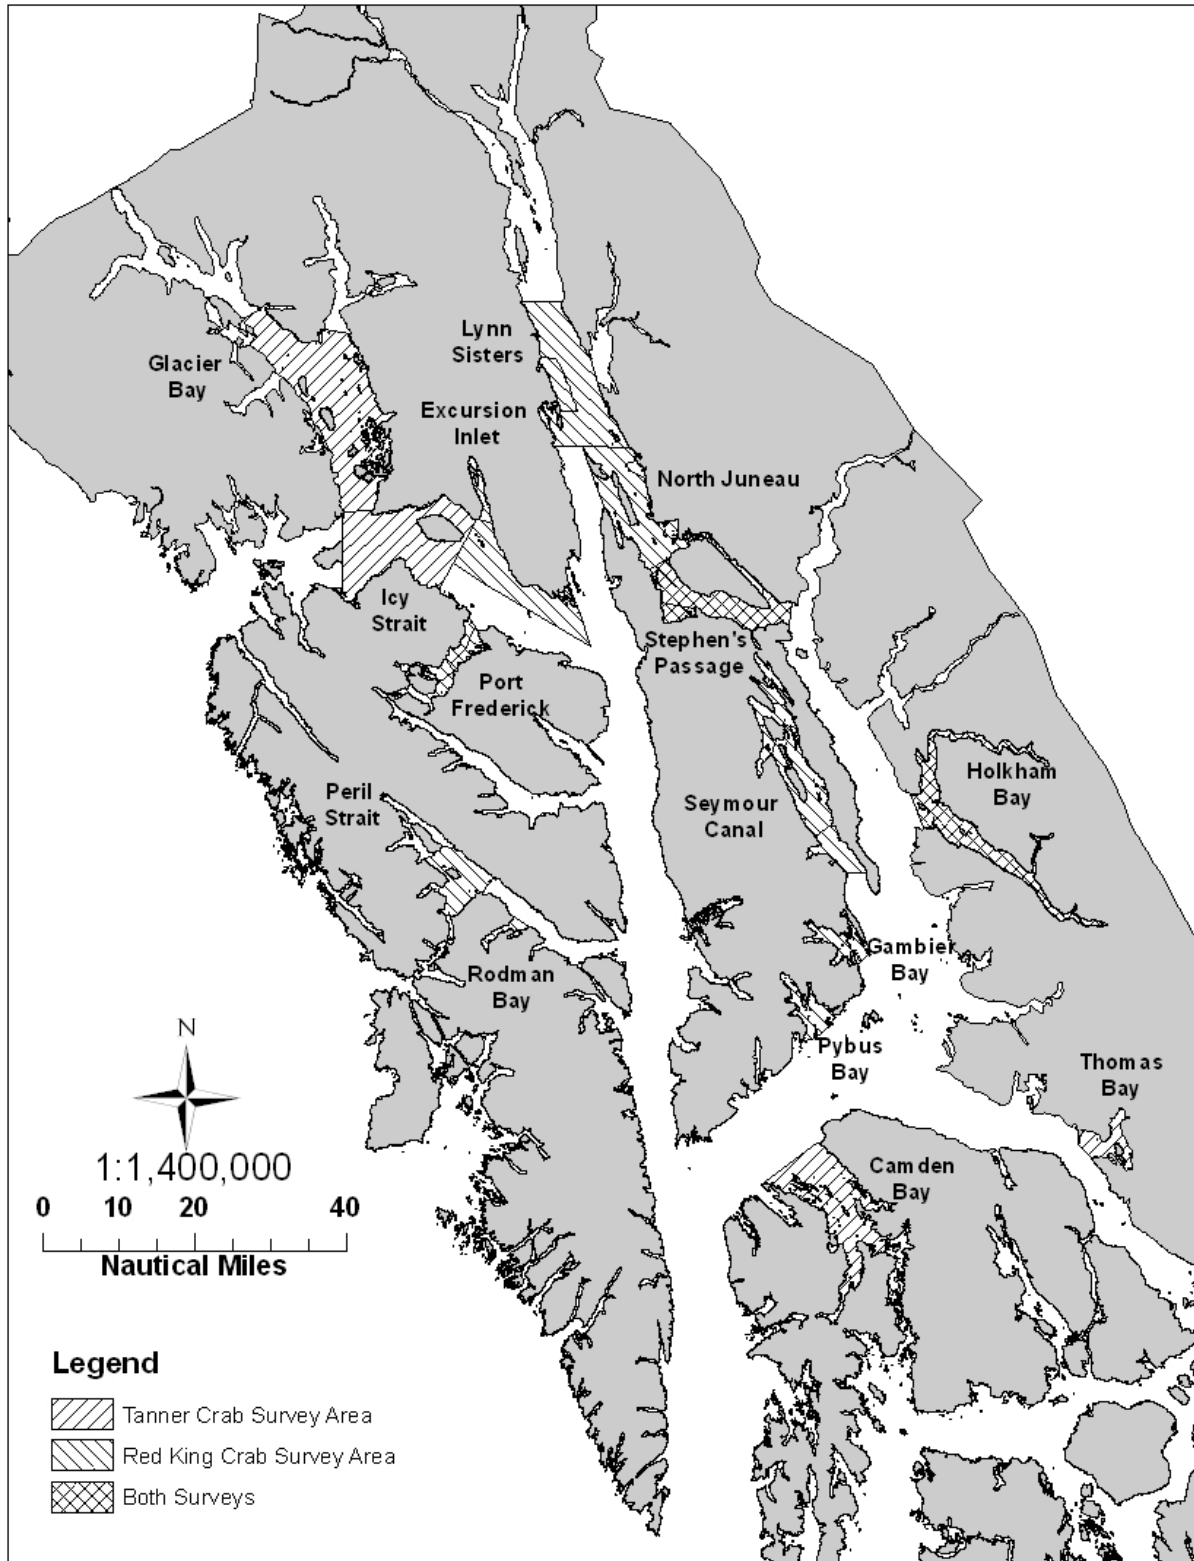 Lynn
Sisters
Glacier
Bay
Excursion
Inlet
North Juneau
Icy
Strait
Stephen's
Passage
Port
Frederick
Holkham
Bay
Peril
Strait
Seymour
Canal
Gambier
Bay
Rodman
Bay
N
Pybus
Bay
Thomas
Bay
1:1,400,000
Camden
Bay
0 10 20 40
Nautical Miles
Legend
Tanner Crab Survey Area
Red King Crab Survey Area
Both Surveys